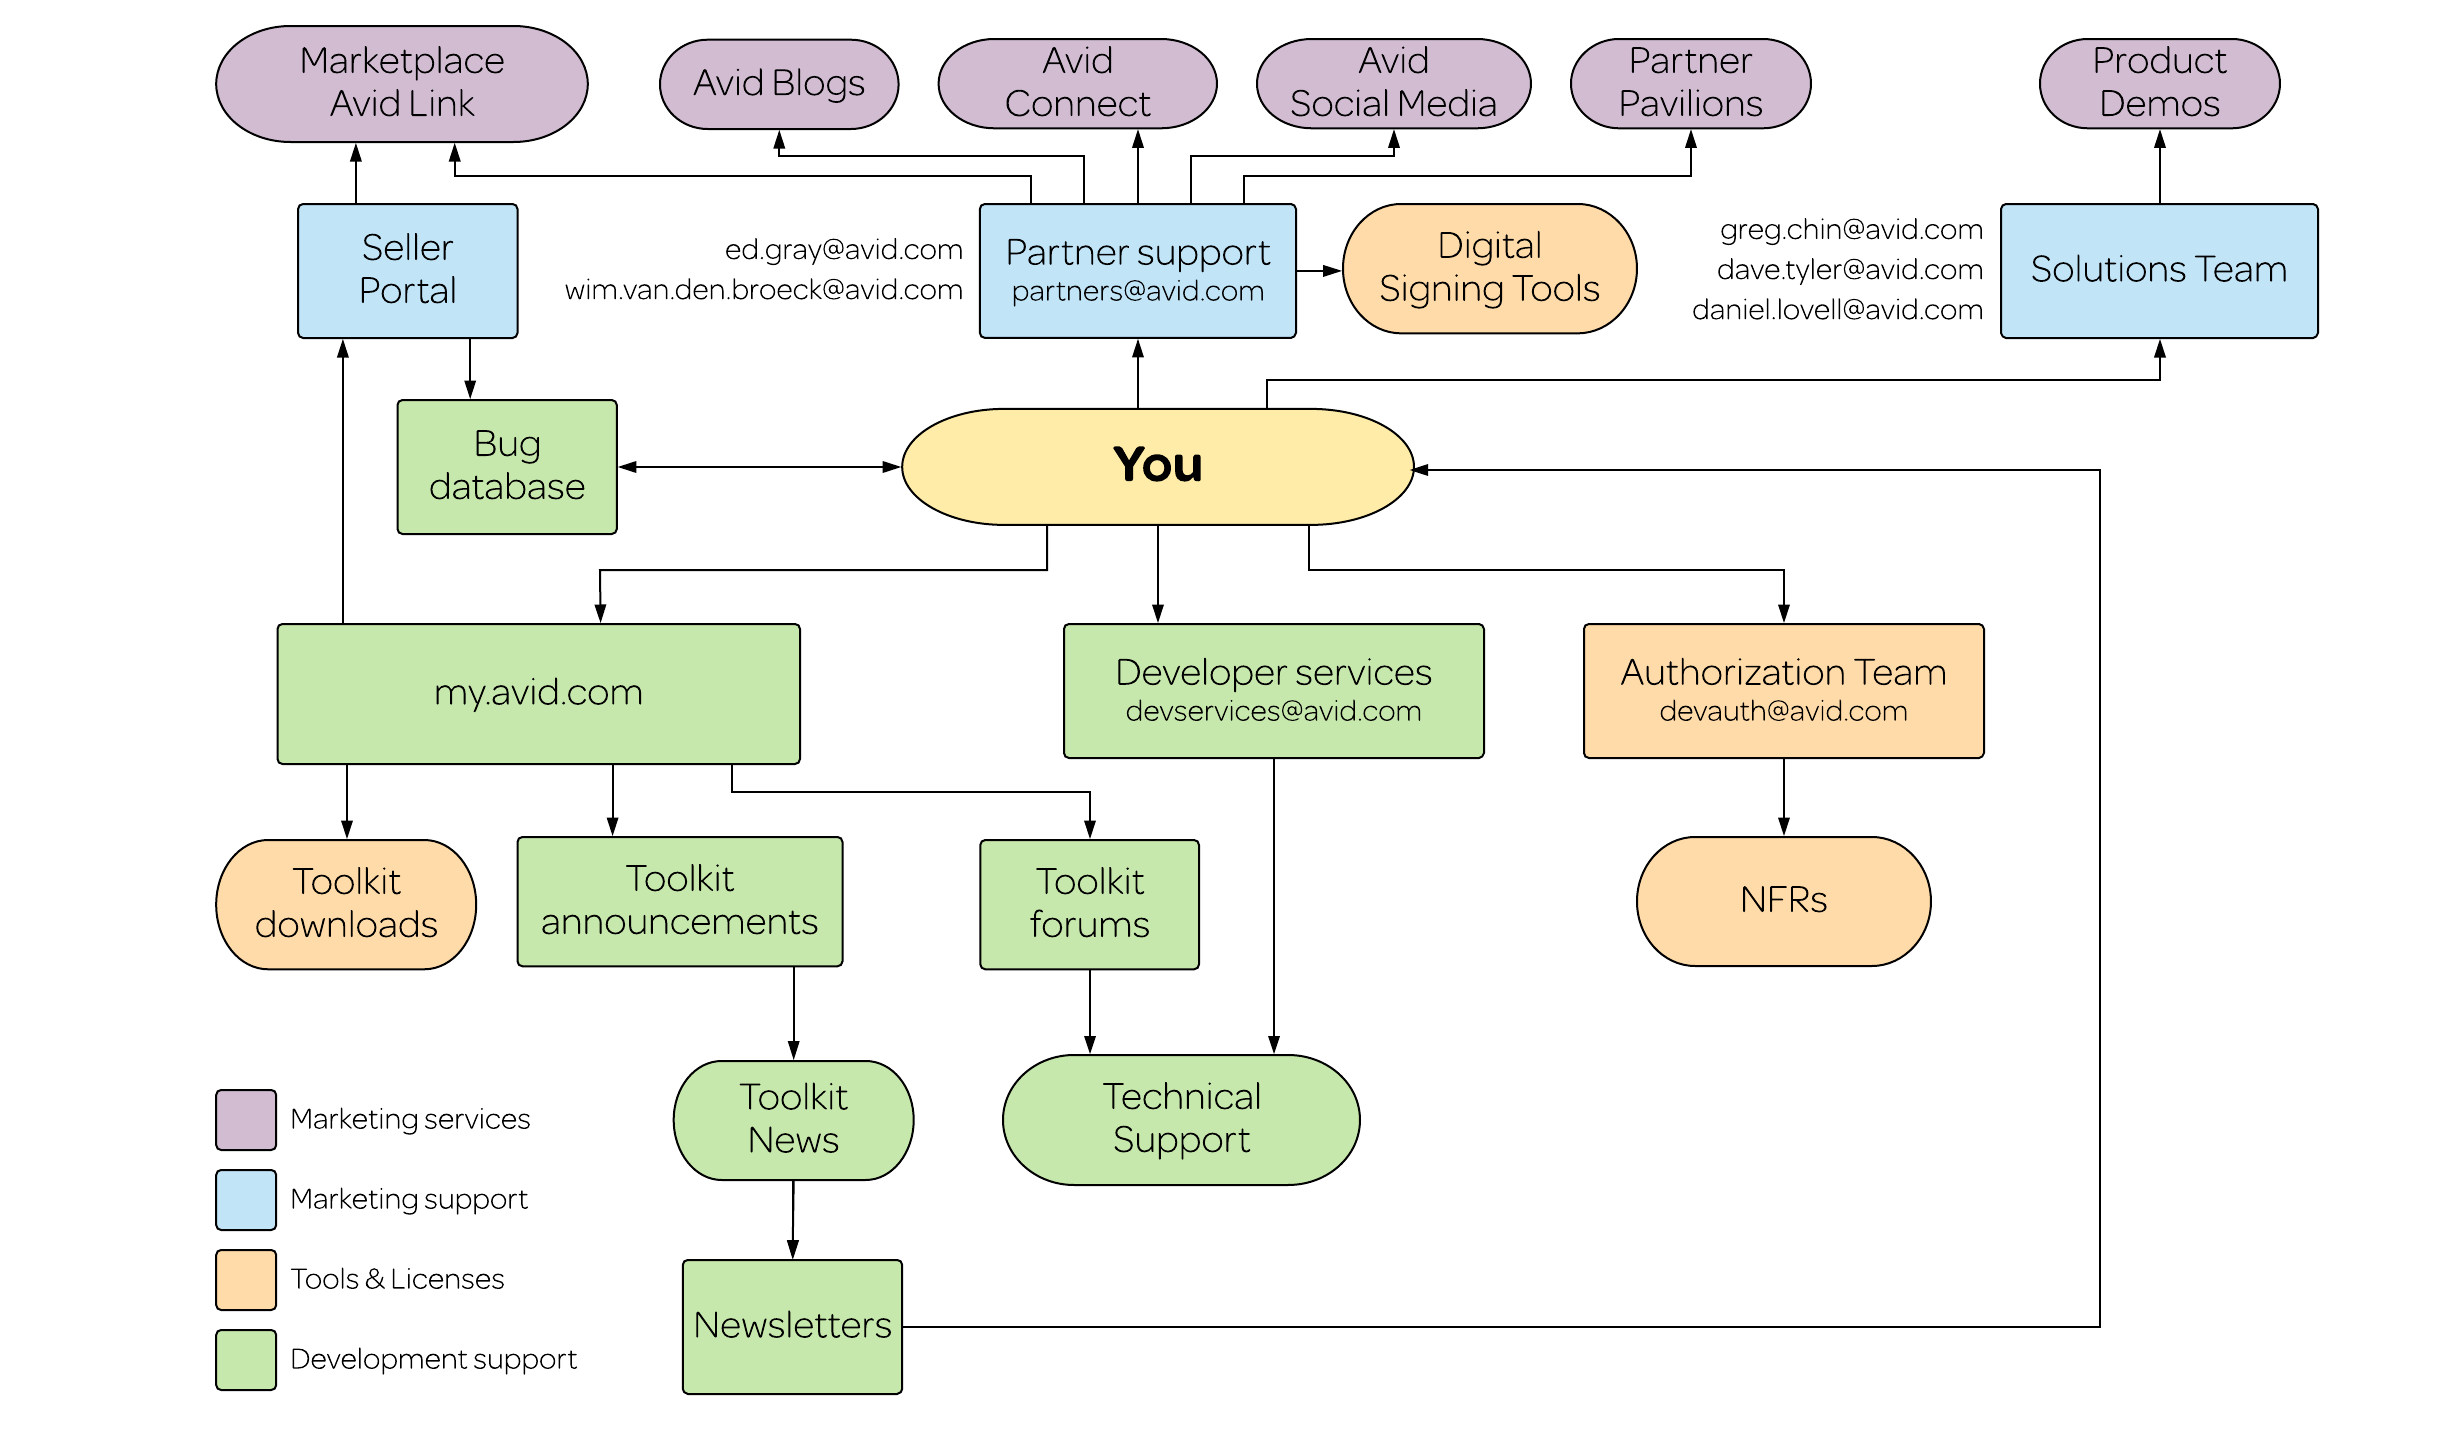 Marketplace
Avid Link
Avid Blogs
Avid
Connect
Avid
Social Media
Partner
Pavilions
Product
Demos
Seller
Portal
ed.gray@avid.com
wim.van.den.broeck@avid.com
Partner support
partners@avid.com
Digital
Signing Tools
greg.chin@avid.com
dave.tyler@avid.com
daniel.lovell@avid.com
Solutions Team
Bug
database
You
my.avid.com
Developer services
devservices@avid.com
Authorization Team
devauth@avid.com
Toolkit
downloads
Toolkit
announcements
Toolkit
forums
NFRs
Toolkit
News
Technical
Support
Newsletters
Marketing services
Marketing support
Tools & Licenses
Development support